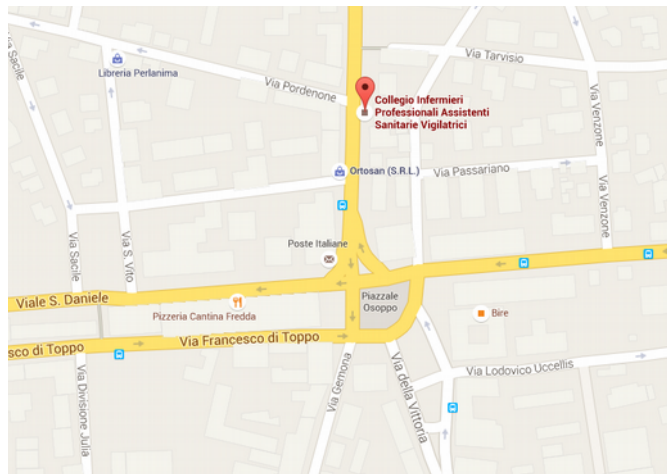 Via Sacile
Libreria Perlanima
Via Pordenone
Via Tarvisio
Collegio Infermieri
Professionali Assistenti
Sanitarie Vigilatrici
Via Venzone
Ortosan (S.R.L.)
Via Passariano
Via Venzone
Via Sacile
Via S. Vito
Poste Italiane
Viale S. Daniele
Pizzeria Cantina Fredda
Piazzale
Osoppo
Bire
sco di Toppo
Via Francesco di Toppo
Via Divisione Julia
Via Gemona
Via della Vittoria
Via Lodovico Uccellis